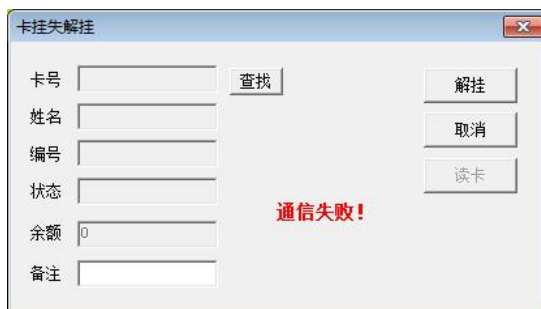 卡挂失解挂
卡号 查找 解挂
姓名 取消
编号 读卡
状态
通信失败！
余额 0
备注